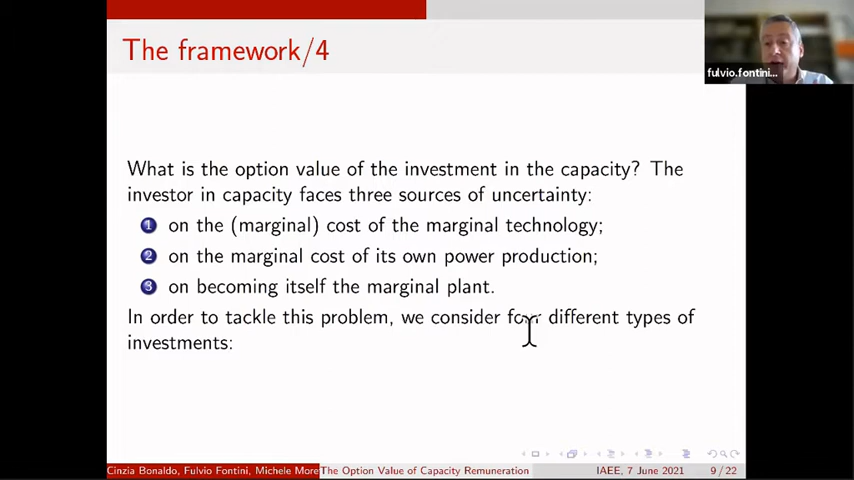 The framework/4
fulvio.fontini...
What is the option value of the investment in the capacity? The
investor in capacity faces three sources of uncertainty:
1 on the (marginal) cost of the marginal technology;
2 on the marginal cost of its own power production;
3 on becoming itself the marginal plant.
In order to tackle this problem, we consider four different types of
investments:
Cinzia Bonaldo, Fulvio Fontini, Michele More The Option Value of Capacity Remuneration IAEE, 7 June 2021 9 / 22